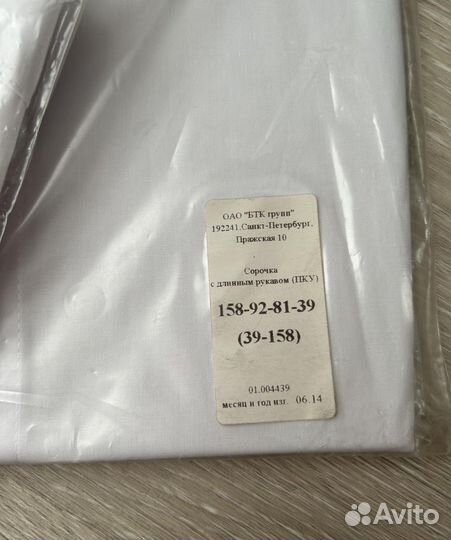 ОАО "БТК групп"
192241.Санкт-Петербург.
Пражская 10
Сорочка
с длинным рукавом (ПКУ)
158-92-81-39
(39-158)
01.004439
месяц и год изг. 06.14
Avito